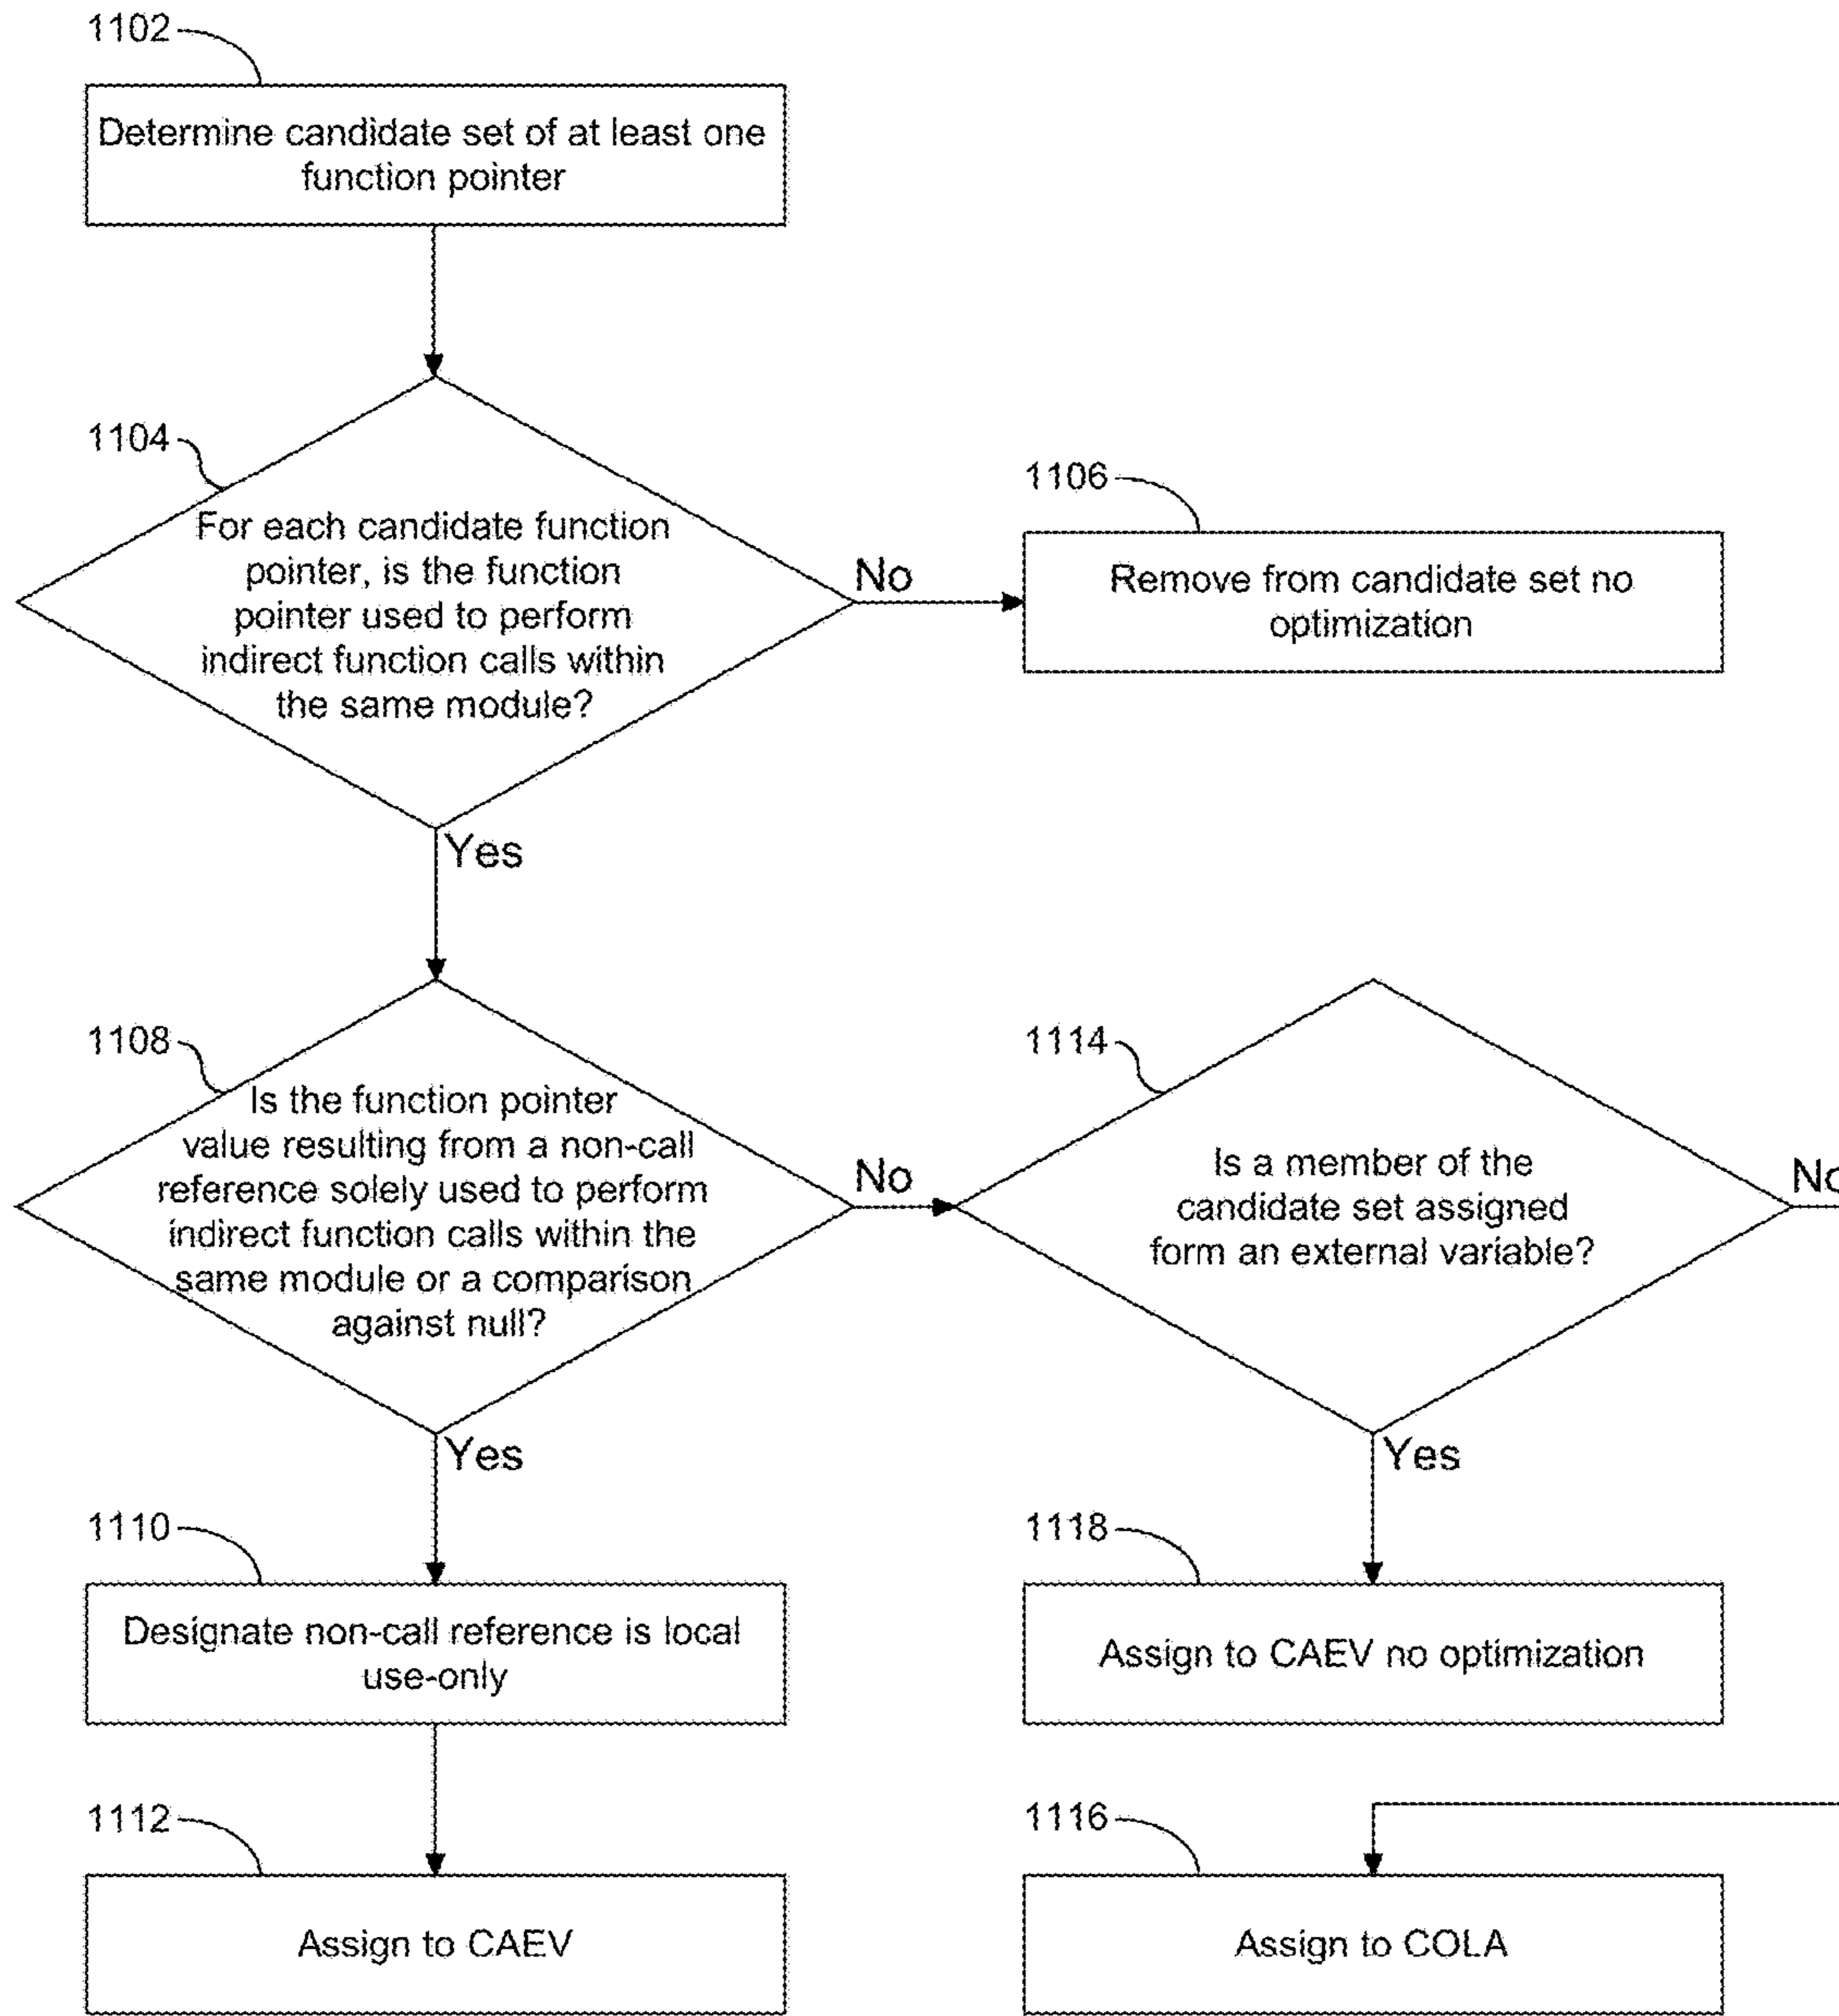 1102
Determine candidate set of at least one
function pointer
1104
For each candidate function
pointer, is the function
pointer used to perform
indirect function calls within
the same module?
No
1106
Remove from candidate set no
optimization
Yes
1108
Is the function pointer
value resulting from a non-call
reference solely used to perform
indirect function calls within the
same module or a comparison
against null?
No
1114
Is a member of the
candidate set assigned
form an external variable?
No
Yes
1110
Designate non-call reference is local
use-only
Yes
1118
Assign to CAEV no optimization
1112
Assign to CAEV
1116
Assign to COLA